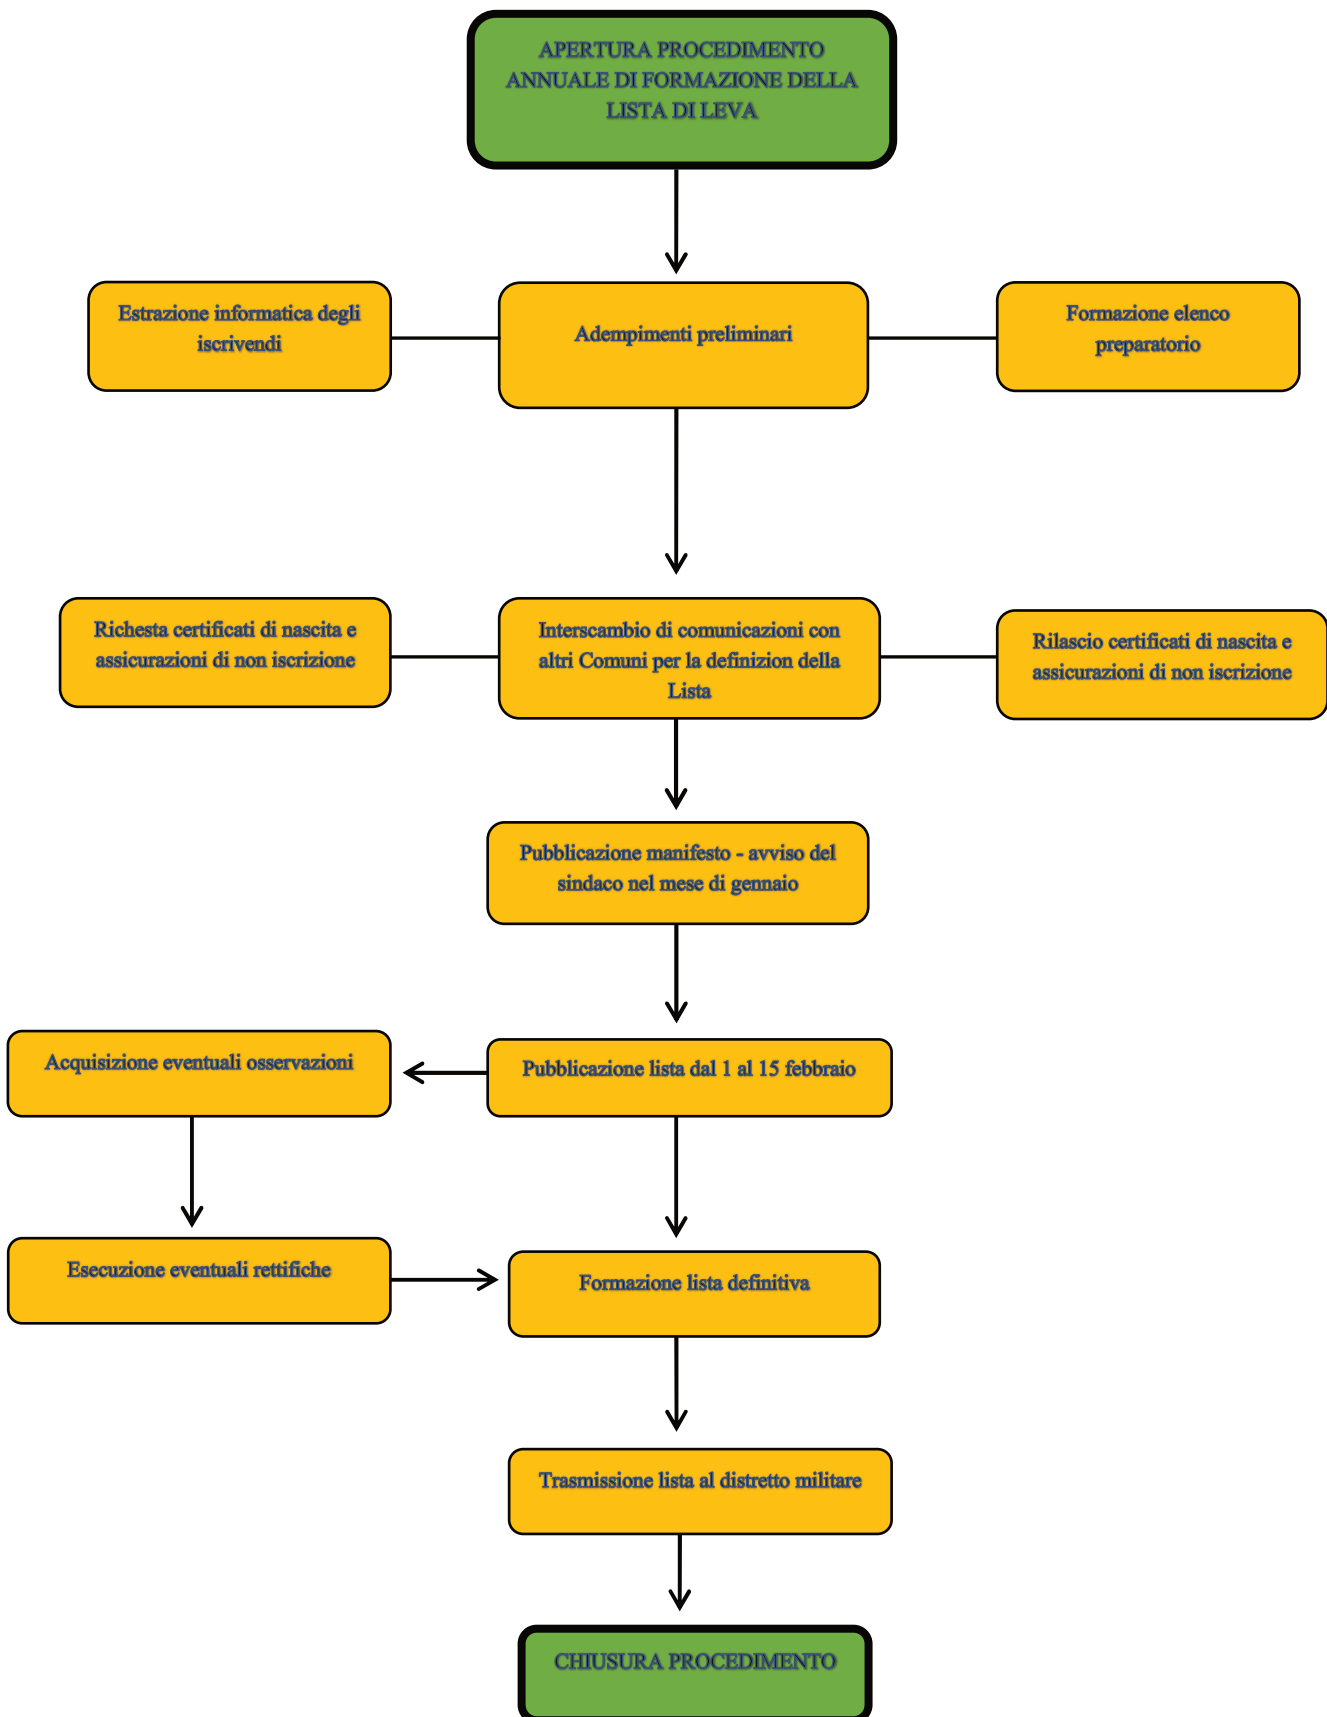 APERTURA PROCEDIMENTO
ANNUALE DI FORMAZIONE DELLA
LISTA DI LEVA
Estrazione informatica degli
iscrivendi
Adempimenti preliminari
Formazione elenco
preparatorio
Richesta certificati di nascita e
assicurazioni di non iscrizione
Interscambio di comunicazioni con
altri Comuni per la definizion della
Lista
Rilascio certificati di nascita e
assicurazioni di non iscrizione
Pubblicazione manifesto - avviso del
sindaco nel mese di gennaio
Acquisizione eventuali osservazioni
Pubblicazione lista dal 1 al 15 febbraio
Esecuzione eventuali rettifiche
Formazione lista definitiva
Trasmissione lista al distretto militare
CHIUSURA PROCEDIMENTO